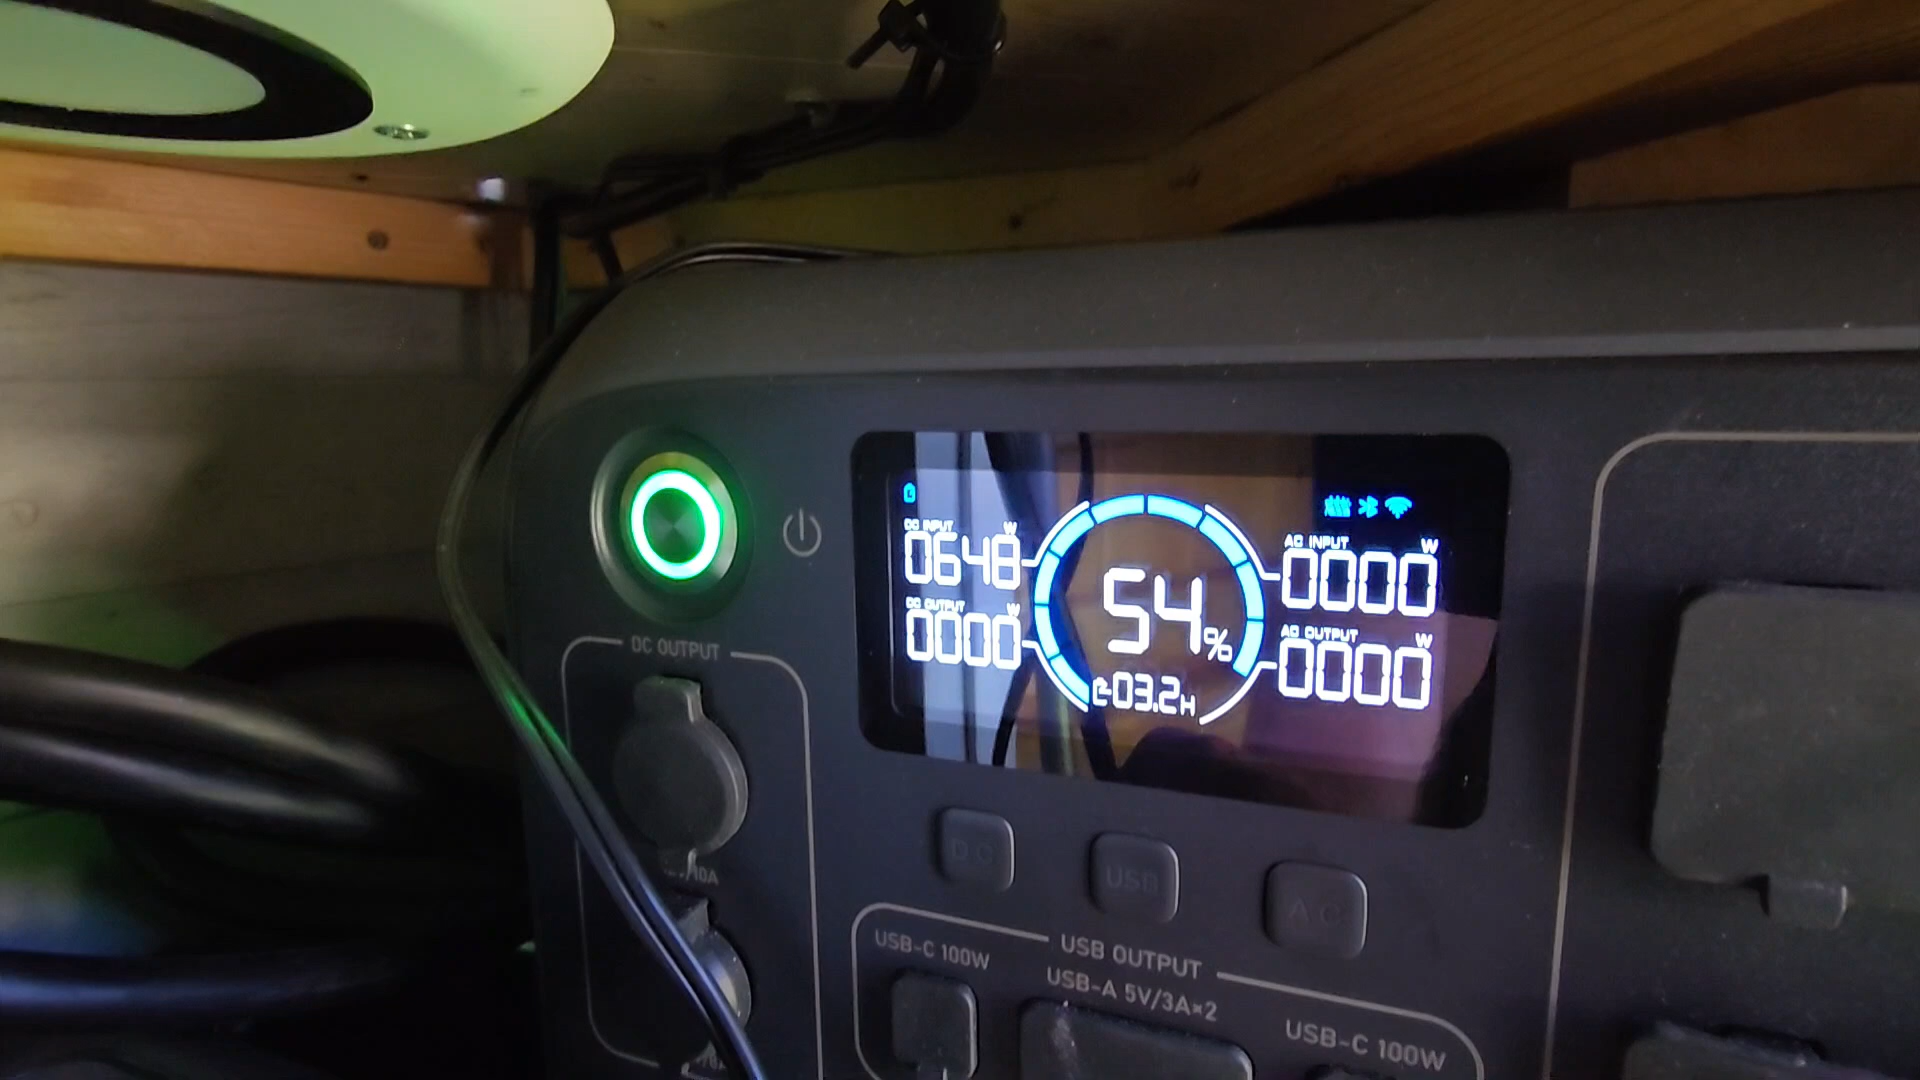 DC INPUT W
0648
DC OUTPUT W
0000
54%
03.2H
AC INPUT W
0000
AC OUTPUT W
0000
DC OUTPUT
/10A
DC
USB
AC
USB OUTPUT
USB-C 100W
USB-A 5V/3A×2
USB-C 100W